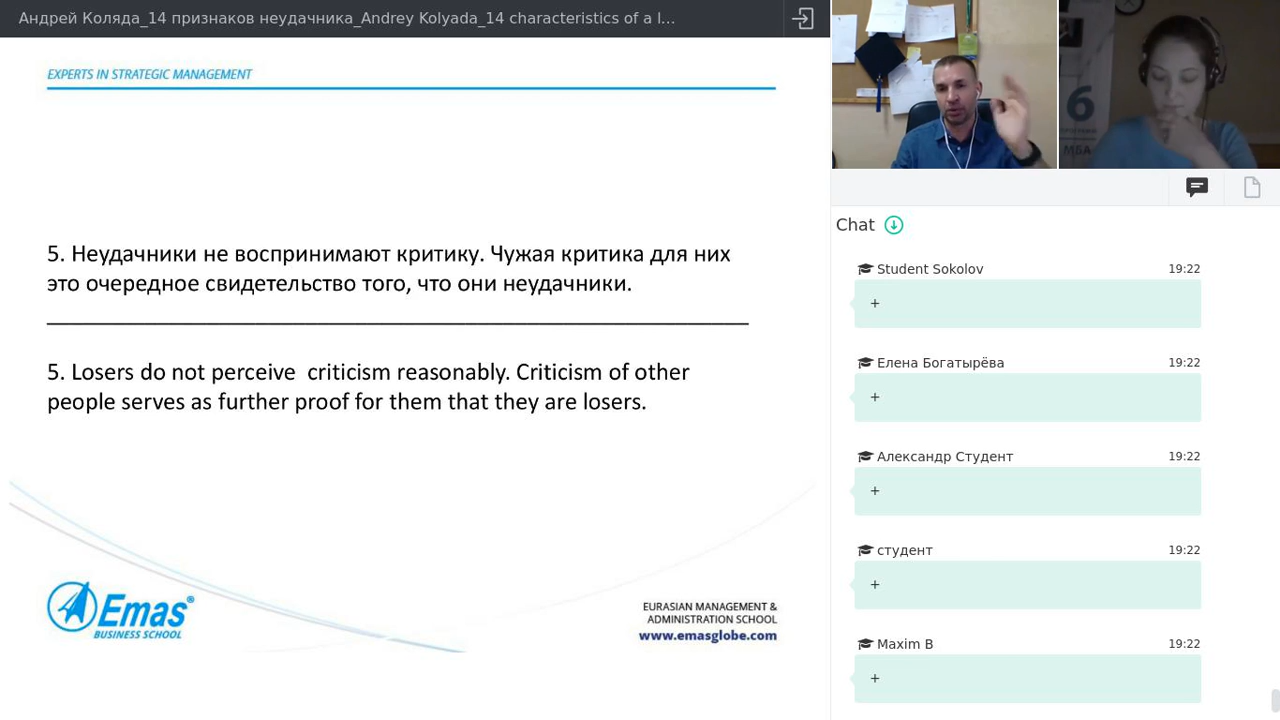 Андрей Коляда_14 признаков неудачника_Andrey Kolyada_14 characteristics of a l...
EXPERTS IN STRATEGIC MANAGEMENT
5. Неудачники не воспринимают критику. Чужая критика для них
это очередное свидетельство того, что они неудачники.
5. Losers do not perceive criticism reasonably. Criticism of other
people serves as further proof for them that they are losers.
Emas®
BUSINESS SCHOOL
EURASIAN MANAGEMENT &
ADMINISTRATION SCHOOL
www.emasglobe.com
6
МБА
Chat
Student Sokolov 19:22
+
Елена Богатырёва 19:22
+
Александр Студент 19:22
+
студент 19:22
+
Maxim B 19:22
+